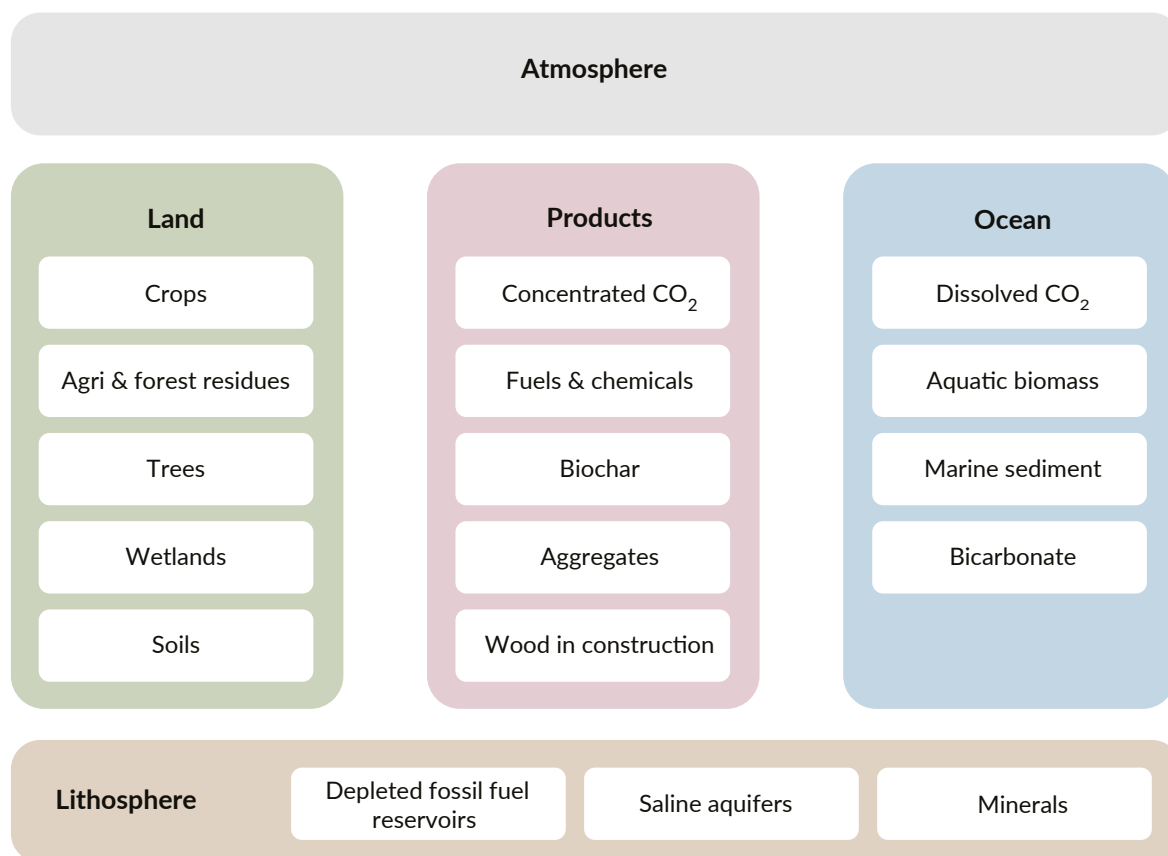 Atmosphere
Land
Crops
Agri & forest residues
Trees
Wetlands
Soils
Products
Concentrated CO₂
Fuels & chemicals
Biochar
Aggregates
Wood in construction
Ocean
Dissolved CO₂
Aquatic biomass
Marine sediment
Bicarbonate
Lithosphere
Depleted fossil fuel
reservoirs
Saline aquifers
Minerals